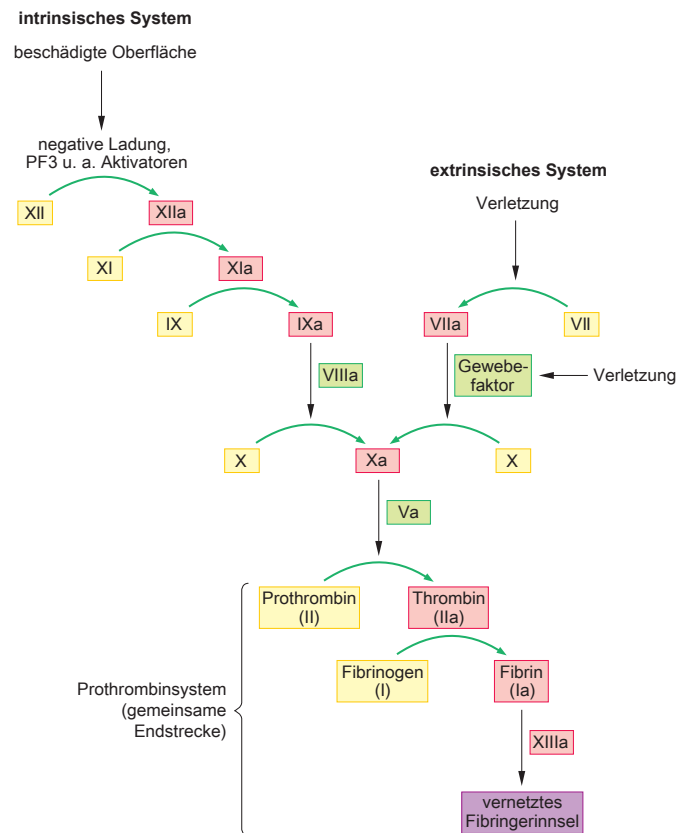 intrinsisches System
beschädigte Oberfläche
negative Ladung,
PF3 u. a. Aktivatoren
extrinsisches System
Verletzung
XII
XIIa
XI
XIa
IX
IXa
VIIa
VII
VIIIa
Gewebe-
faktor
Verletzung
X
Xa
X
Va
Prothrombin
(II)
Thrombin
(IIa)
Fibrinogen
(I)
Fibrin
(Ia)
Prothrombinsystem
(gemeinsame
Endstrecke)
XIIIa
vernetztes
Fibringerinnsel